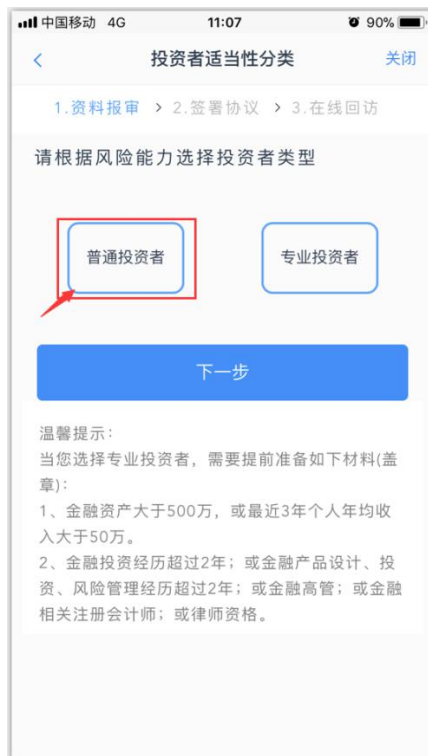 中国移动 4G 11:07 90%
投资者适当性分类 关闭
1.资料报审 > 2.签署协议 > 3.在线回访
请根据风险能力选择投资者类型
普通投资者 专业投资者
下一步
温馨提示:
当您选择专业投资者，需要提前准备如下材料(盖
章):
1、金融资产大于500万，或最近3年个人年均收
入大于50万。
2、金融投资经历超过2年；或金融产品设计、投
资、风险管理经历超过2年；或金融高管；或金融
相关注册会计师；或律师资格。